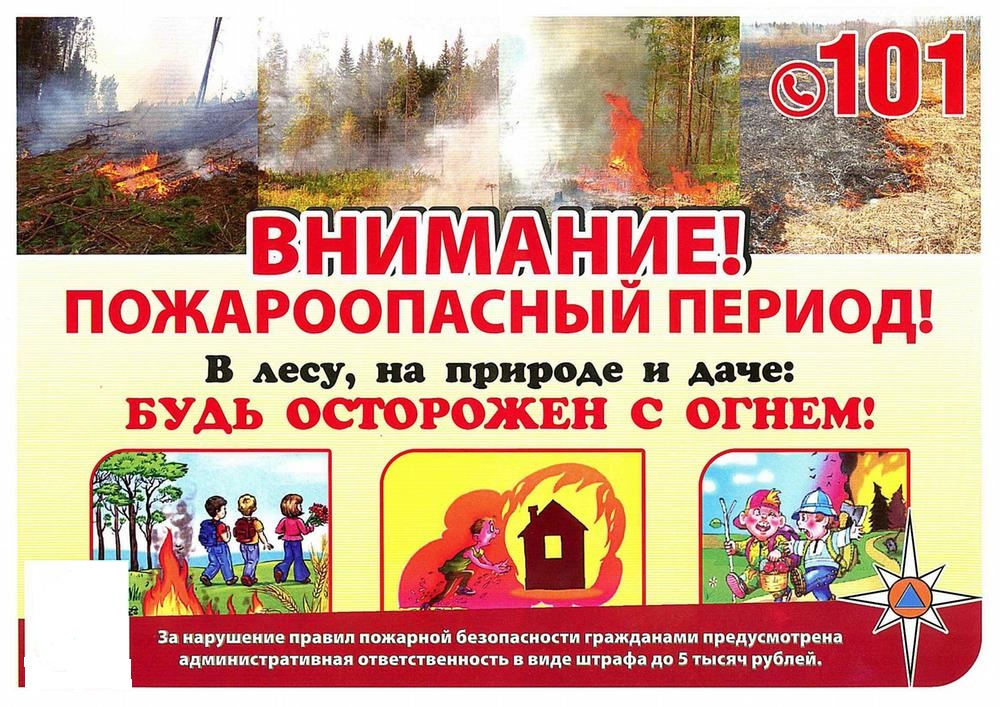 101
ВНИМАНИЕ!
ПОЖАРООПАСНЫЙ ПЕРИОД!
В лесу, на природе и даче:
БУДЬ ОСТОРОЖЕН С ОГНЕМ!
За нарушение правил пожарной безопасности гражданами предусмотрена
административная ответственность в виде штрафа до 5 тысяч рублей.